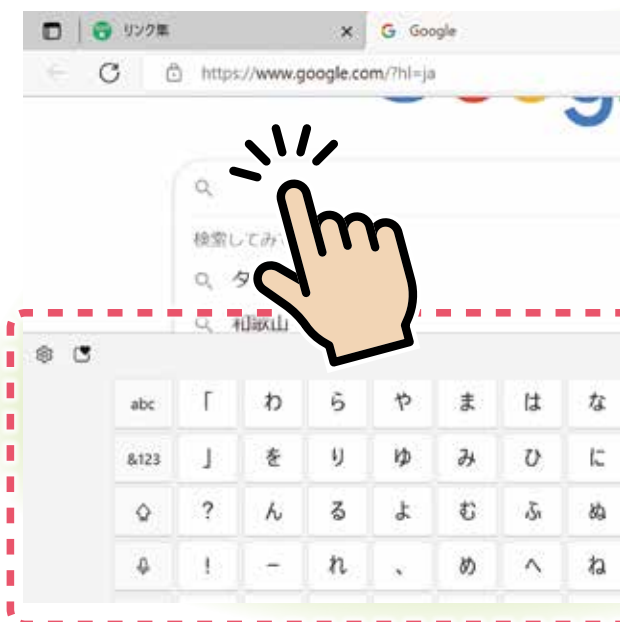 リンク集 × Google
https://www.google.com/?hl=ja
検索してみ
タ
和歌山
abc 「 わ ら や ま は な
&123 」 を り ゆ み ひ に
? ん る よ む ふ ぬ
! ー れ 、 め へ ね